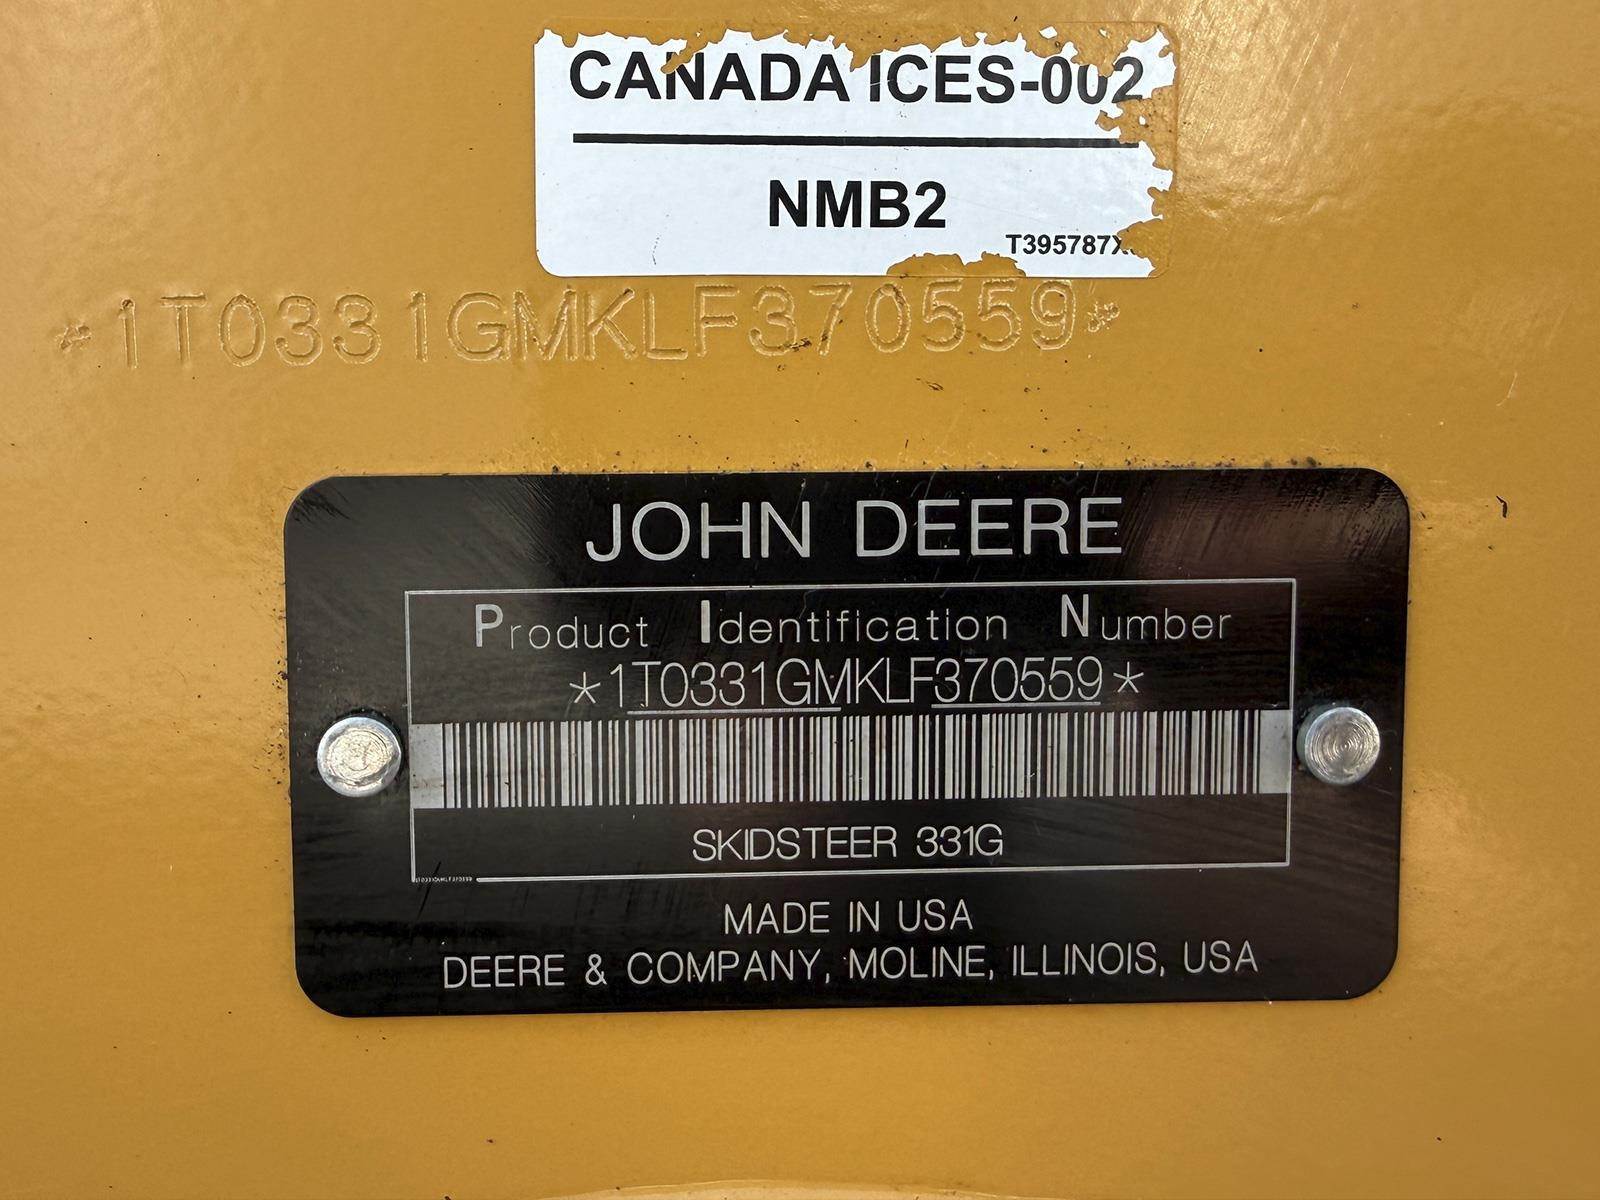 CANADA ICES-002
NMB2
*1T0331GMKLF370559*
JOHN DEERE
Product Identification Number
*1T0331GMKLF370559*
SKIDSTEER 331G
MADE IN USA
DEERE & COMPANY, MOLINE, ILLINOIS, USA